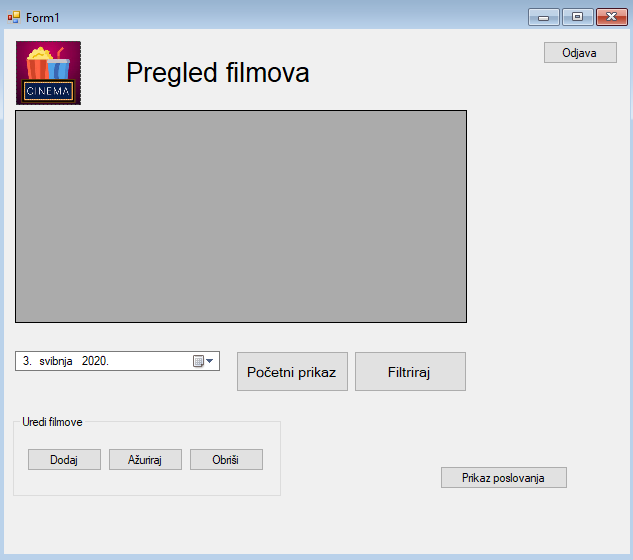 Form1
Odjava
CINEMA
Pregled filmova
3. svibnja 2020.
Početni prikaz
Filtriraj
Uredi filmove
Dodaj
Ažuriraj
Obriši
Prikaz poslovanja